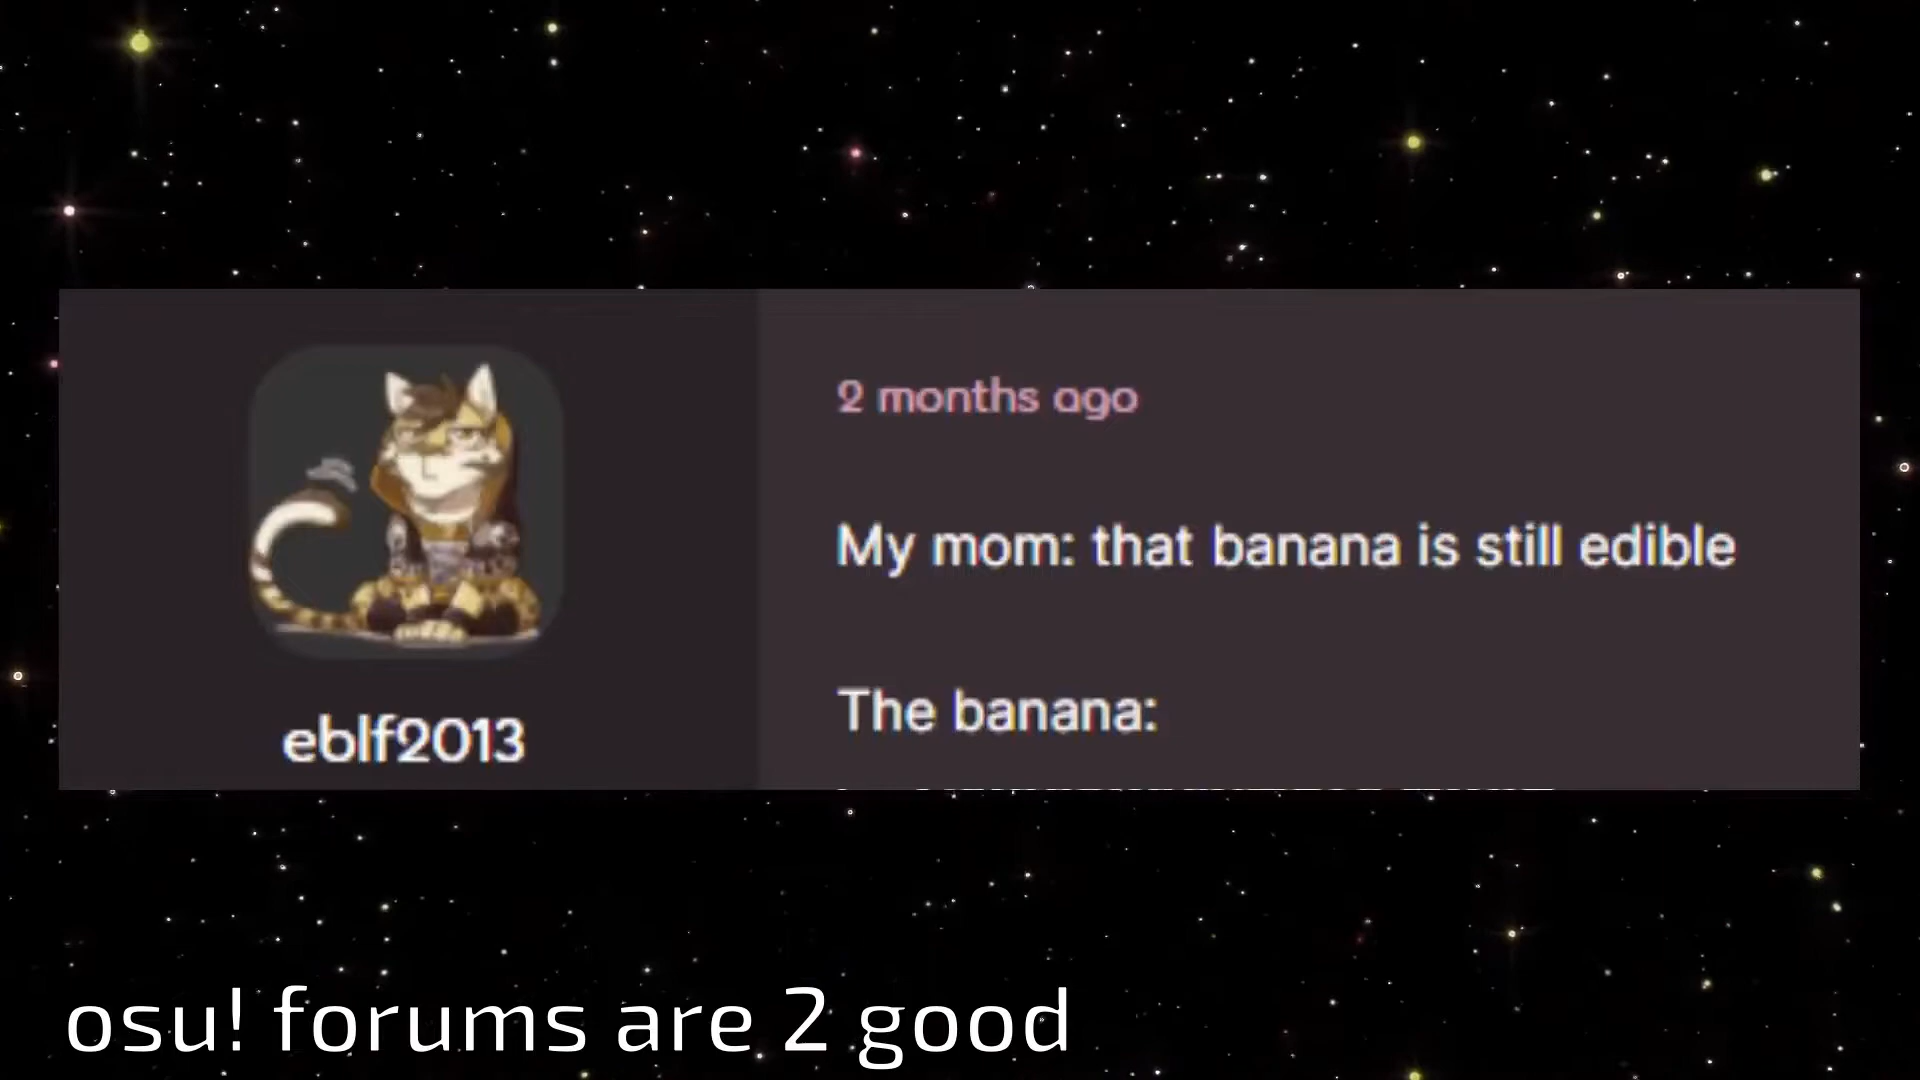 2 months ago
My mom: that banana is still edible
The banana:
eblf2013
osu! forums are 2 good